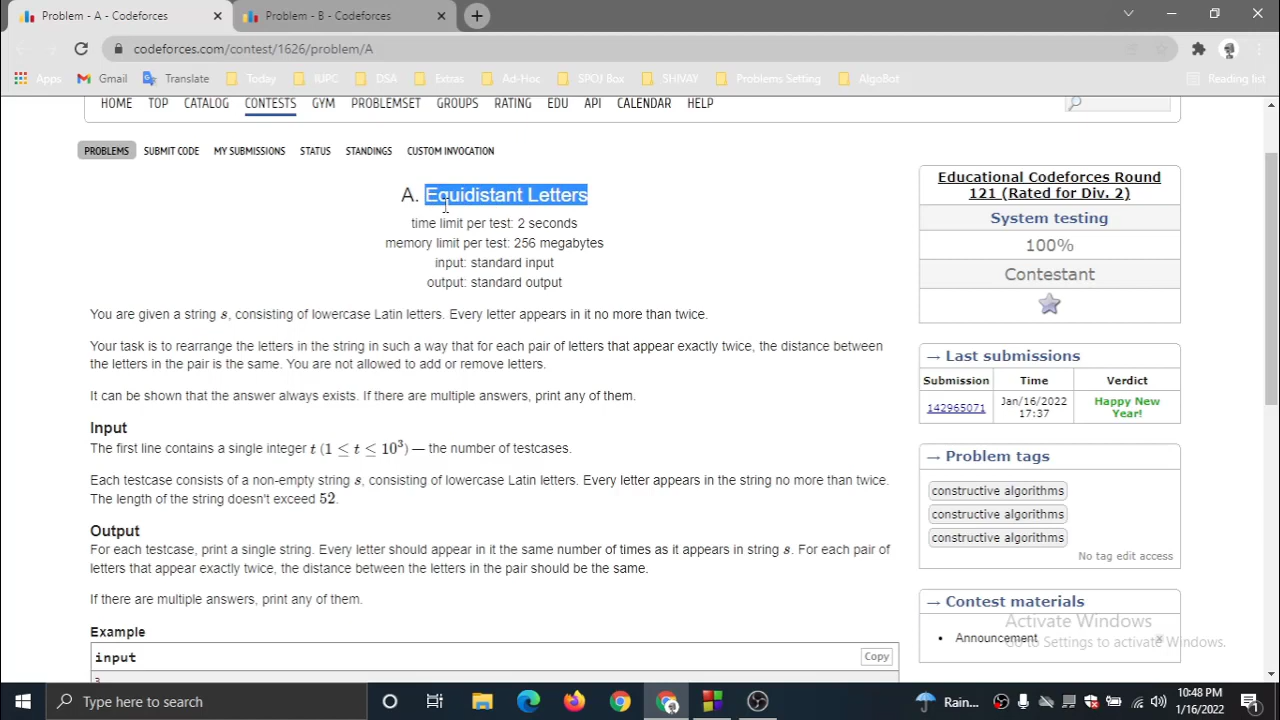 Problem - A - Codeforces
Problem - B - Codeforces
codeforces.com/contest/1626/problem/A
Apps Gmail Translate Today IUPC DSA Extras Ad-Hoc SPOJ Box SHIVAY Problems Setting AlgoBot Reading list
HOME TOP CATALOG CONTESTS GYM PROBLEMSET GROUPS RATING EDU API CALENDAR HELP
PROBLEMS SUBMIT CODE MY SUBMISSIONS STATUS STANDINGS CUSTOM INVOCATION
A. Equidistant Letters
time limit per test: 2 seconds
memory limit per test: 256 megabytes
input: standard input
output: standard output
You are given a string s, consisting of lowercase Latin letters. Every letter appears in it no more than twice.
Your task is to rearrange the letters in the string in such a way that for each pair of letters that appear exactly twice, the distance between
the letters in the pair is the same. You are not allowed to add or remove letters.
It can be shown that the answer always exists. If there are multiple answers, print any of them.
Input
The first line contains a single integer t (1 ≤ t ≤ 10³) — the number of testcases.
Each testcase consists of a non-empty string s, consisting of lowercase Latin letters. Every letter appears in the string no more than twice.
The length of the string doesn't exceed 52.
Output
For each testcase, print a single string. Every letter should appear in it the same number of times as it appears in string s. For each pair of
letters that appear exactly twice, the distance between the letters in the pair should be the same.
If there are multiple answers, print any of them.
Example
input
Copy
3
Educational Codeforces Round
121 (Rated for Div. 2)
System testing
100%
Contestant
→ Last submissions
Submission Time Verdict
142965071 Jan/16/2022 17:37 Happy New Year!
→ Problem tags
constructive algorithms
constructive algorithms
constructive algorithms
No tag edit access
→ Contest materials
Announcement
Activate Windows
Go to Settings to activate Windows.
Type here to search
Rain...
10:48 PM
1/16/2022
1